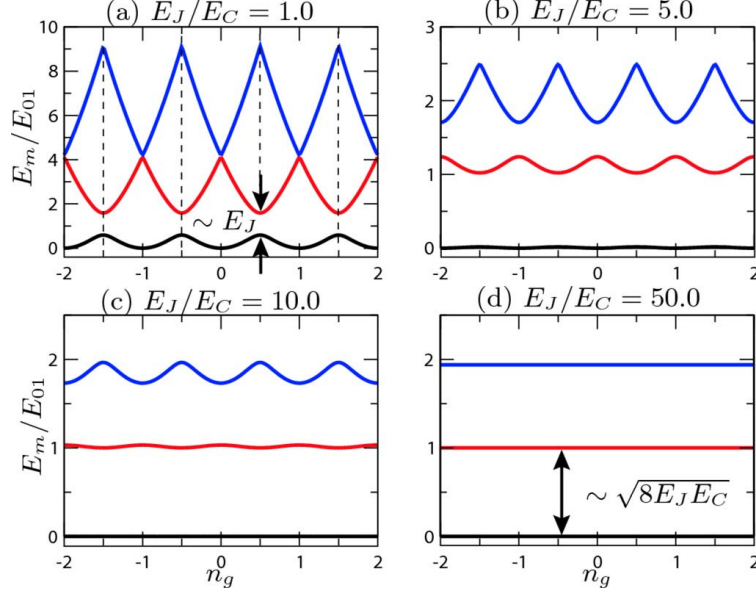 (a) E_J/E_C = 1.0
(b) E_J/E_C = 5.0
E_m/E_01
10
8
6
4
2
0
∼ E_J
-2 -1 0 1 2
3
2
1
0
-2 -1 0 1 2
(c) E_J/E_C = 10.0
(d) E_J/E_C = 50.0
E_m/E_01
2
1
0
-2 -1 0 1 2
n_g
2
1
0
∼ √8E_JE_C
-2 -1 0 1 2
n_g